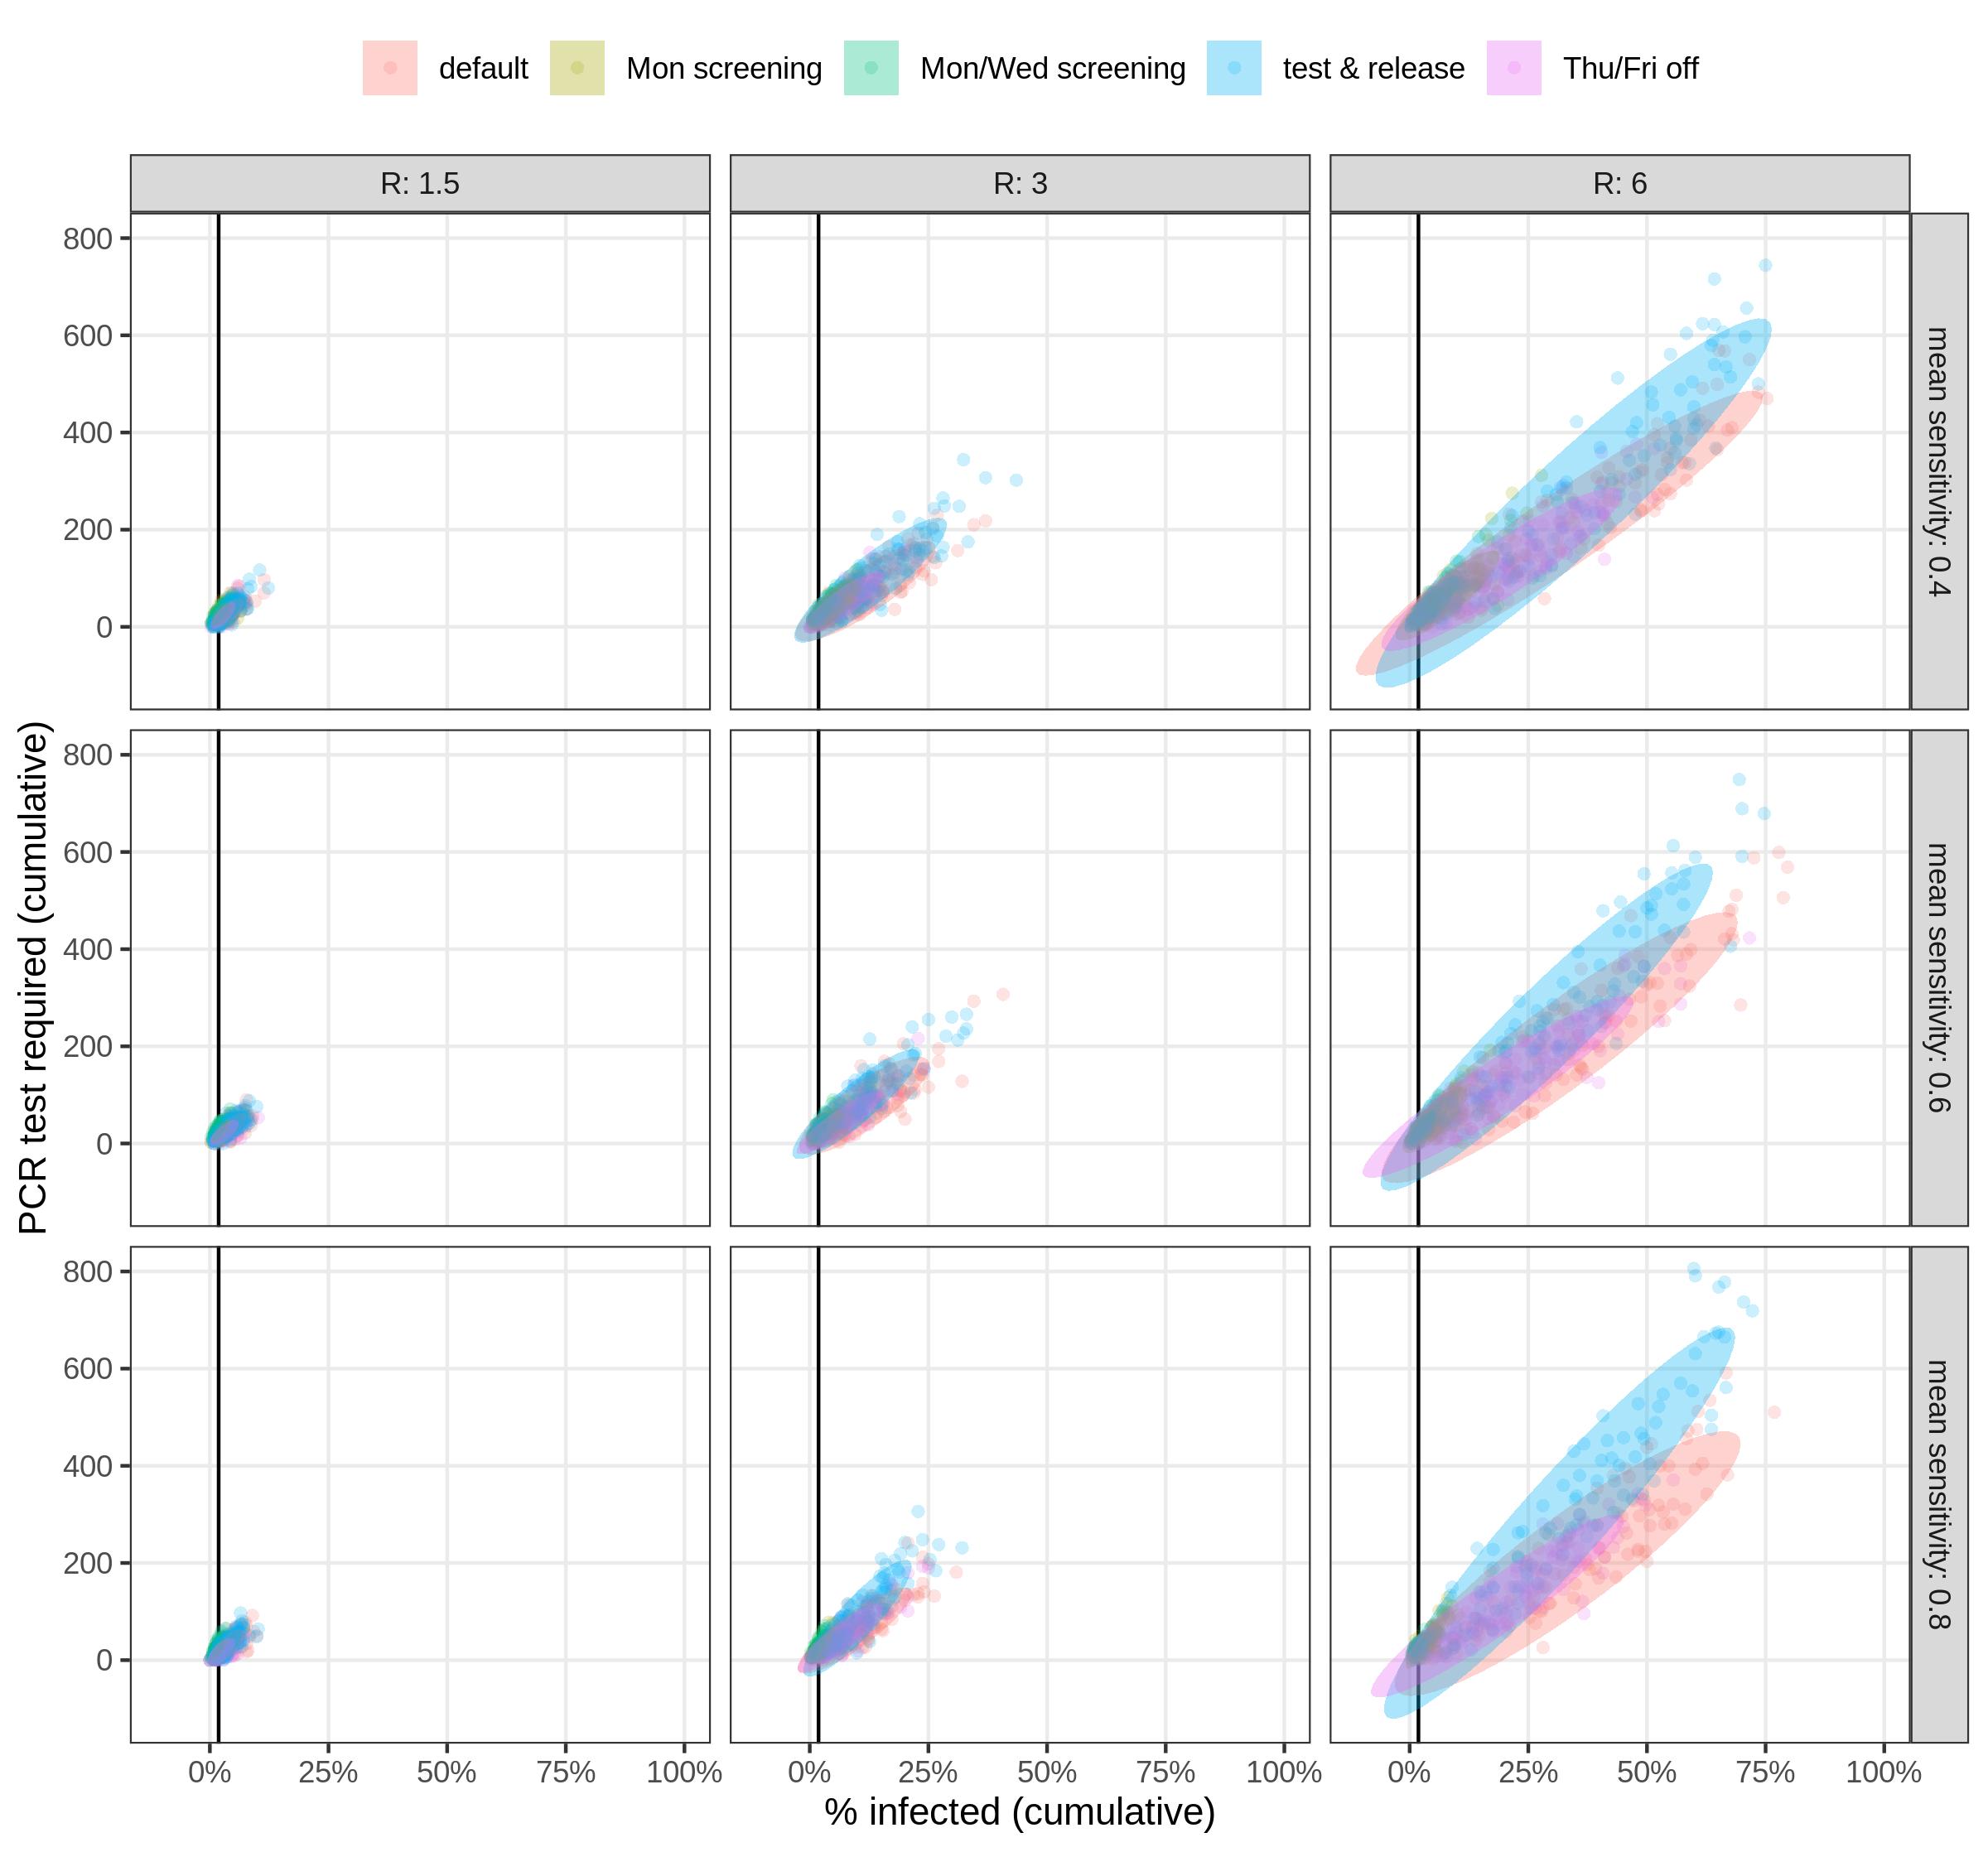 default Mon screening Mon/Wed screening test & release Thu/Fri off
R: 1.5 R: 3 R: 6
800
600
400
200
0
mean sensitivity: 0.4
PCR test required (cumulative)
800
600
400
200
0
mean sensitivity: 0.6
800
600
400
200
0
mean sensitivity: 0.8
0% 25% 50% 75% 100% 0% 25% 50% 75% 100% 0% 25% 50% 75% 100%
% infected (cumulative)